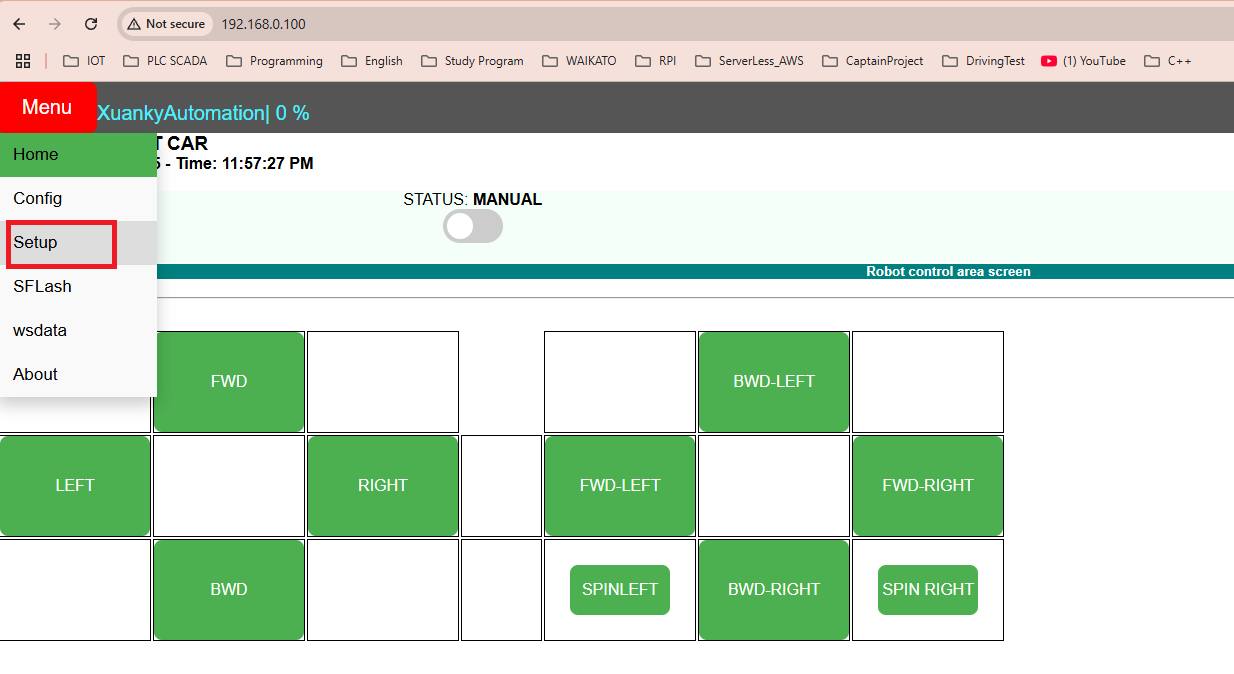 Not secure 192.168.0.100
IOT PLC SCADA Programming English Study Program WAIKATO RPI ServerLess_AWS CaptainProject DrivingTest (1) YouTube C++
Menu XuankyAutomation| 0 %
T CAR
Home 5 - Time: 11:57:27 PM
Config STATUS: MANUAL
Setup
Robot control area screen
SFLash
wsdata
About
FWD BWD-LEFT
LEFT RIGHT FWD-LEFT FWD-RIGHT
BWD SPINLEFT BWD-RIGHT SPIN RIGHT